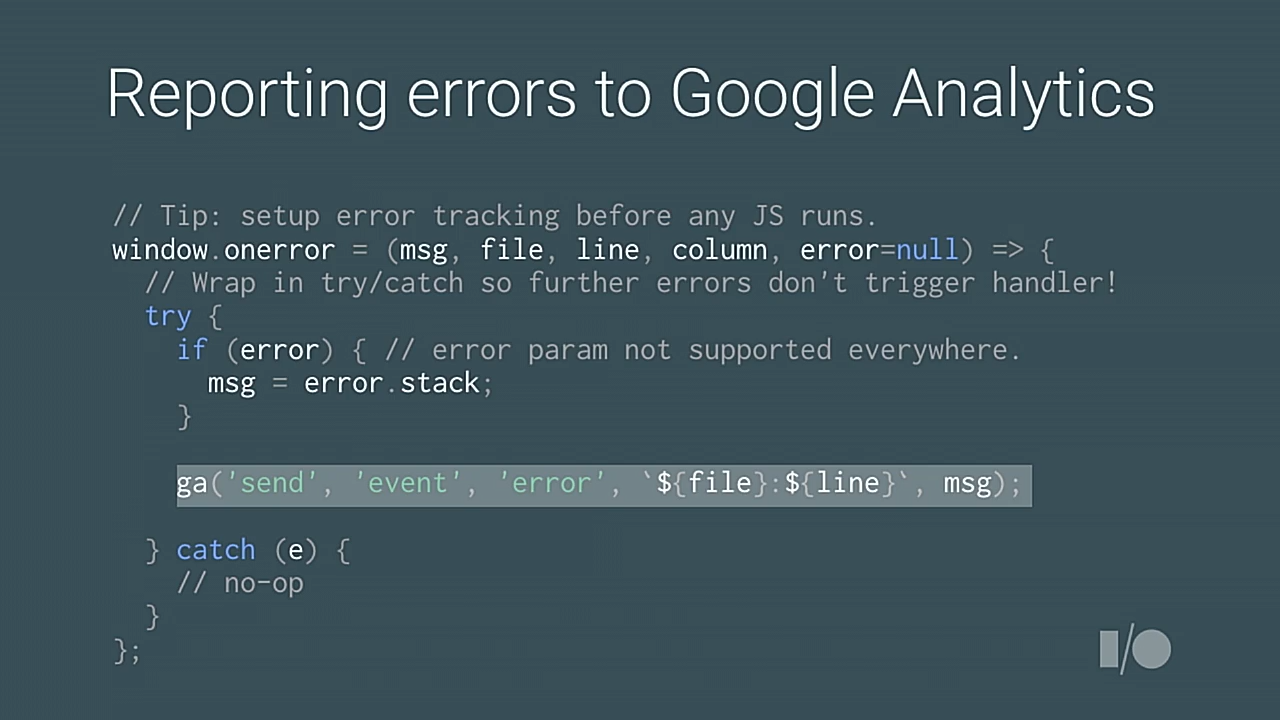 Reporting errors to Google Analytics
// Tip: setup error tracking before any JS runs.
window.onerror = (msg, file, line, column, error=null) => {
  // Wrap in try/catch so further errors don't trigger handler!
  try {
    if (error) { // error param not supported everywhere.
      msg = error.stack;
    }
    ga('send', 'event', 'error', `${file}:${line}`, msg);
  } catch (e) {
    // no-op
  }
};
I/O